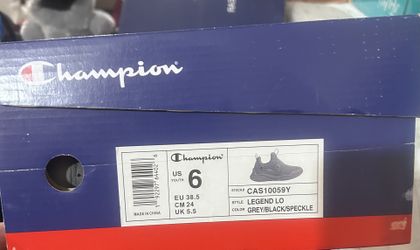 Champion
Champion
US
YOUTH
6
EU 38.5
CM 24
UK 5.5
STOCK# CAS10059Y
STYLE LEGEND LO
COLOR GREY/BLACK/SPECKLE
MADE IN CHINA